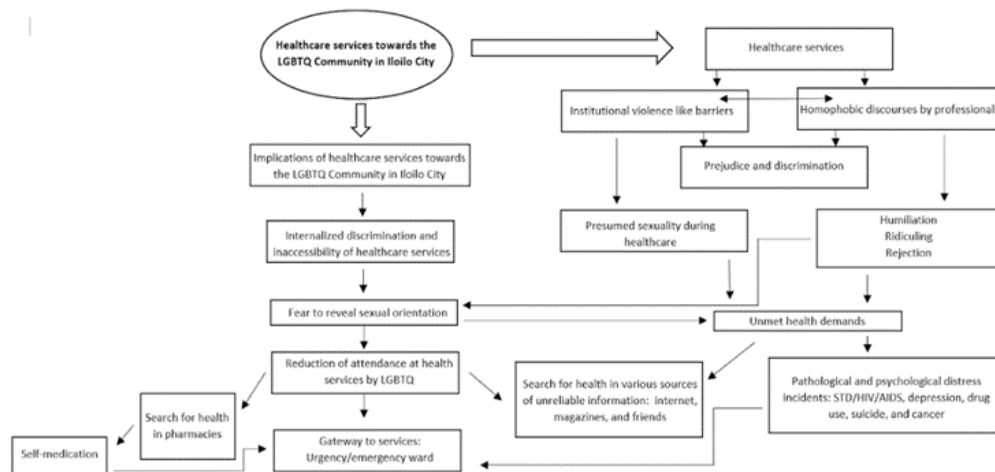 Healthcare services towards the
LGBTQ Community in Iloilo City
Healthcare services
Institutional violence like barriers
Homophobic discourses by professional
Prejudice and discrimination
Implications of healthcare services towards
the LGBTQ Community in Iloilo City
Presumed sexuality during
healthcare
Humiliation
Ridiculing
Rejection
Internalized discrimination and
inaccessibility of healthcare services
Fear to reveal sexual orientation
Unmet health demands
Reduction of attendance at health
services by LGBTQ
Search for health in various sources
of unreliable information: internet,
magazines, and friends
Pathological and psychological distress
incidents: STD/HIV/AIDS, depression, drug
use, suicide, and cancer
Search for health
in pharmacies
Self-medication
Gateway to services:
Urgency/emergency ward